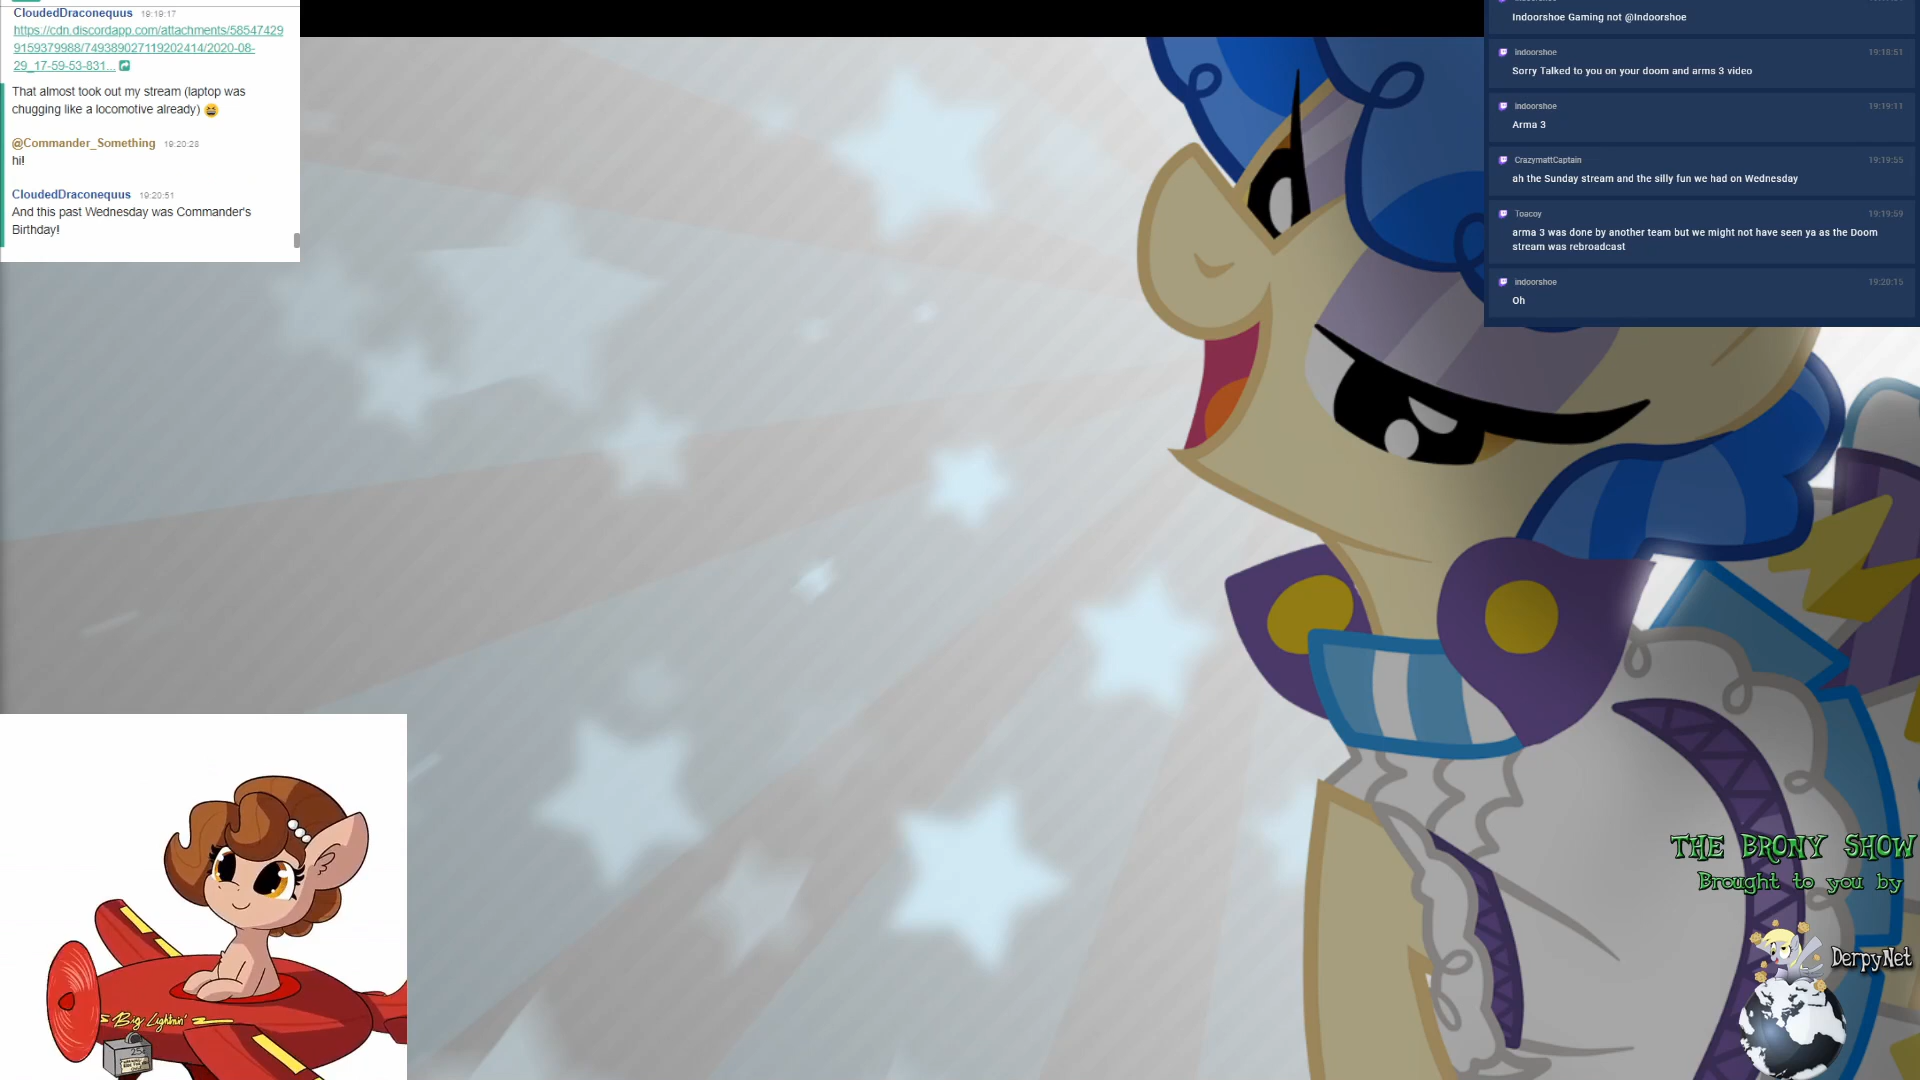 CloudedDraconequus 19:19:17
https://cdn.discordapp.com/attachments/58547429
9159379988/749389027119202414/2020-08-
29_17-59-53-831...
That almost took out my stream (laptop was
chugging like a locomotive already)
@Commander_Something 19:20:28
hi!
CloudedDraconequus 19:20:51
And this past Wednesday was Commander's
Birthday!
Indoorshoe Gaming not @Indoorshoe
indoorshoe 19:18:51
Sorry Talked to you on your doom and arms 3 video
indoorshoe 19:19:11
Arma 3
CrazymattCaptain 19:19:55
ah the Sunday stream and the silly fun we had on Wednesday
Toacoy 19:19:59
arma 3 was done by another team but we might not have seen ya as the Doom
stream was rebroadcast
indoorshoe 19:20:15
Oh
Big Lightnin'
THE BRONY SHOW
Brought to you by
DerpyNet